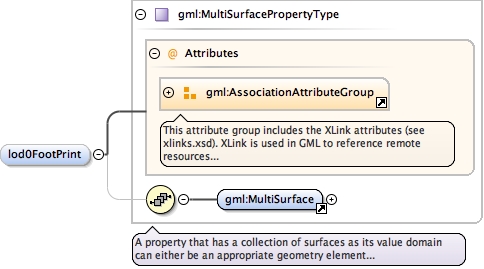 gml:MultiSurfacePropertyType
@ Attributes
gml:AssociationAttributeGroup
This attribute group includes the XLink attributes (see
xlinks.xsd). XLink is used in GML to reference remote
resources...
lod0FootPrint
gml:MultiSurface
A property that has a collection of surfaces as its value domain
can either be an appropriate geometry element...